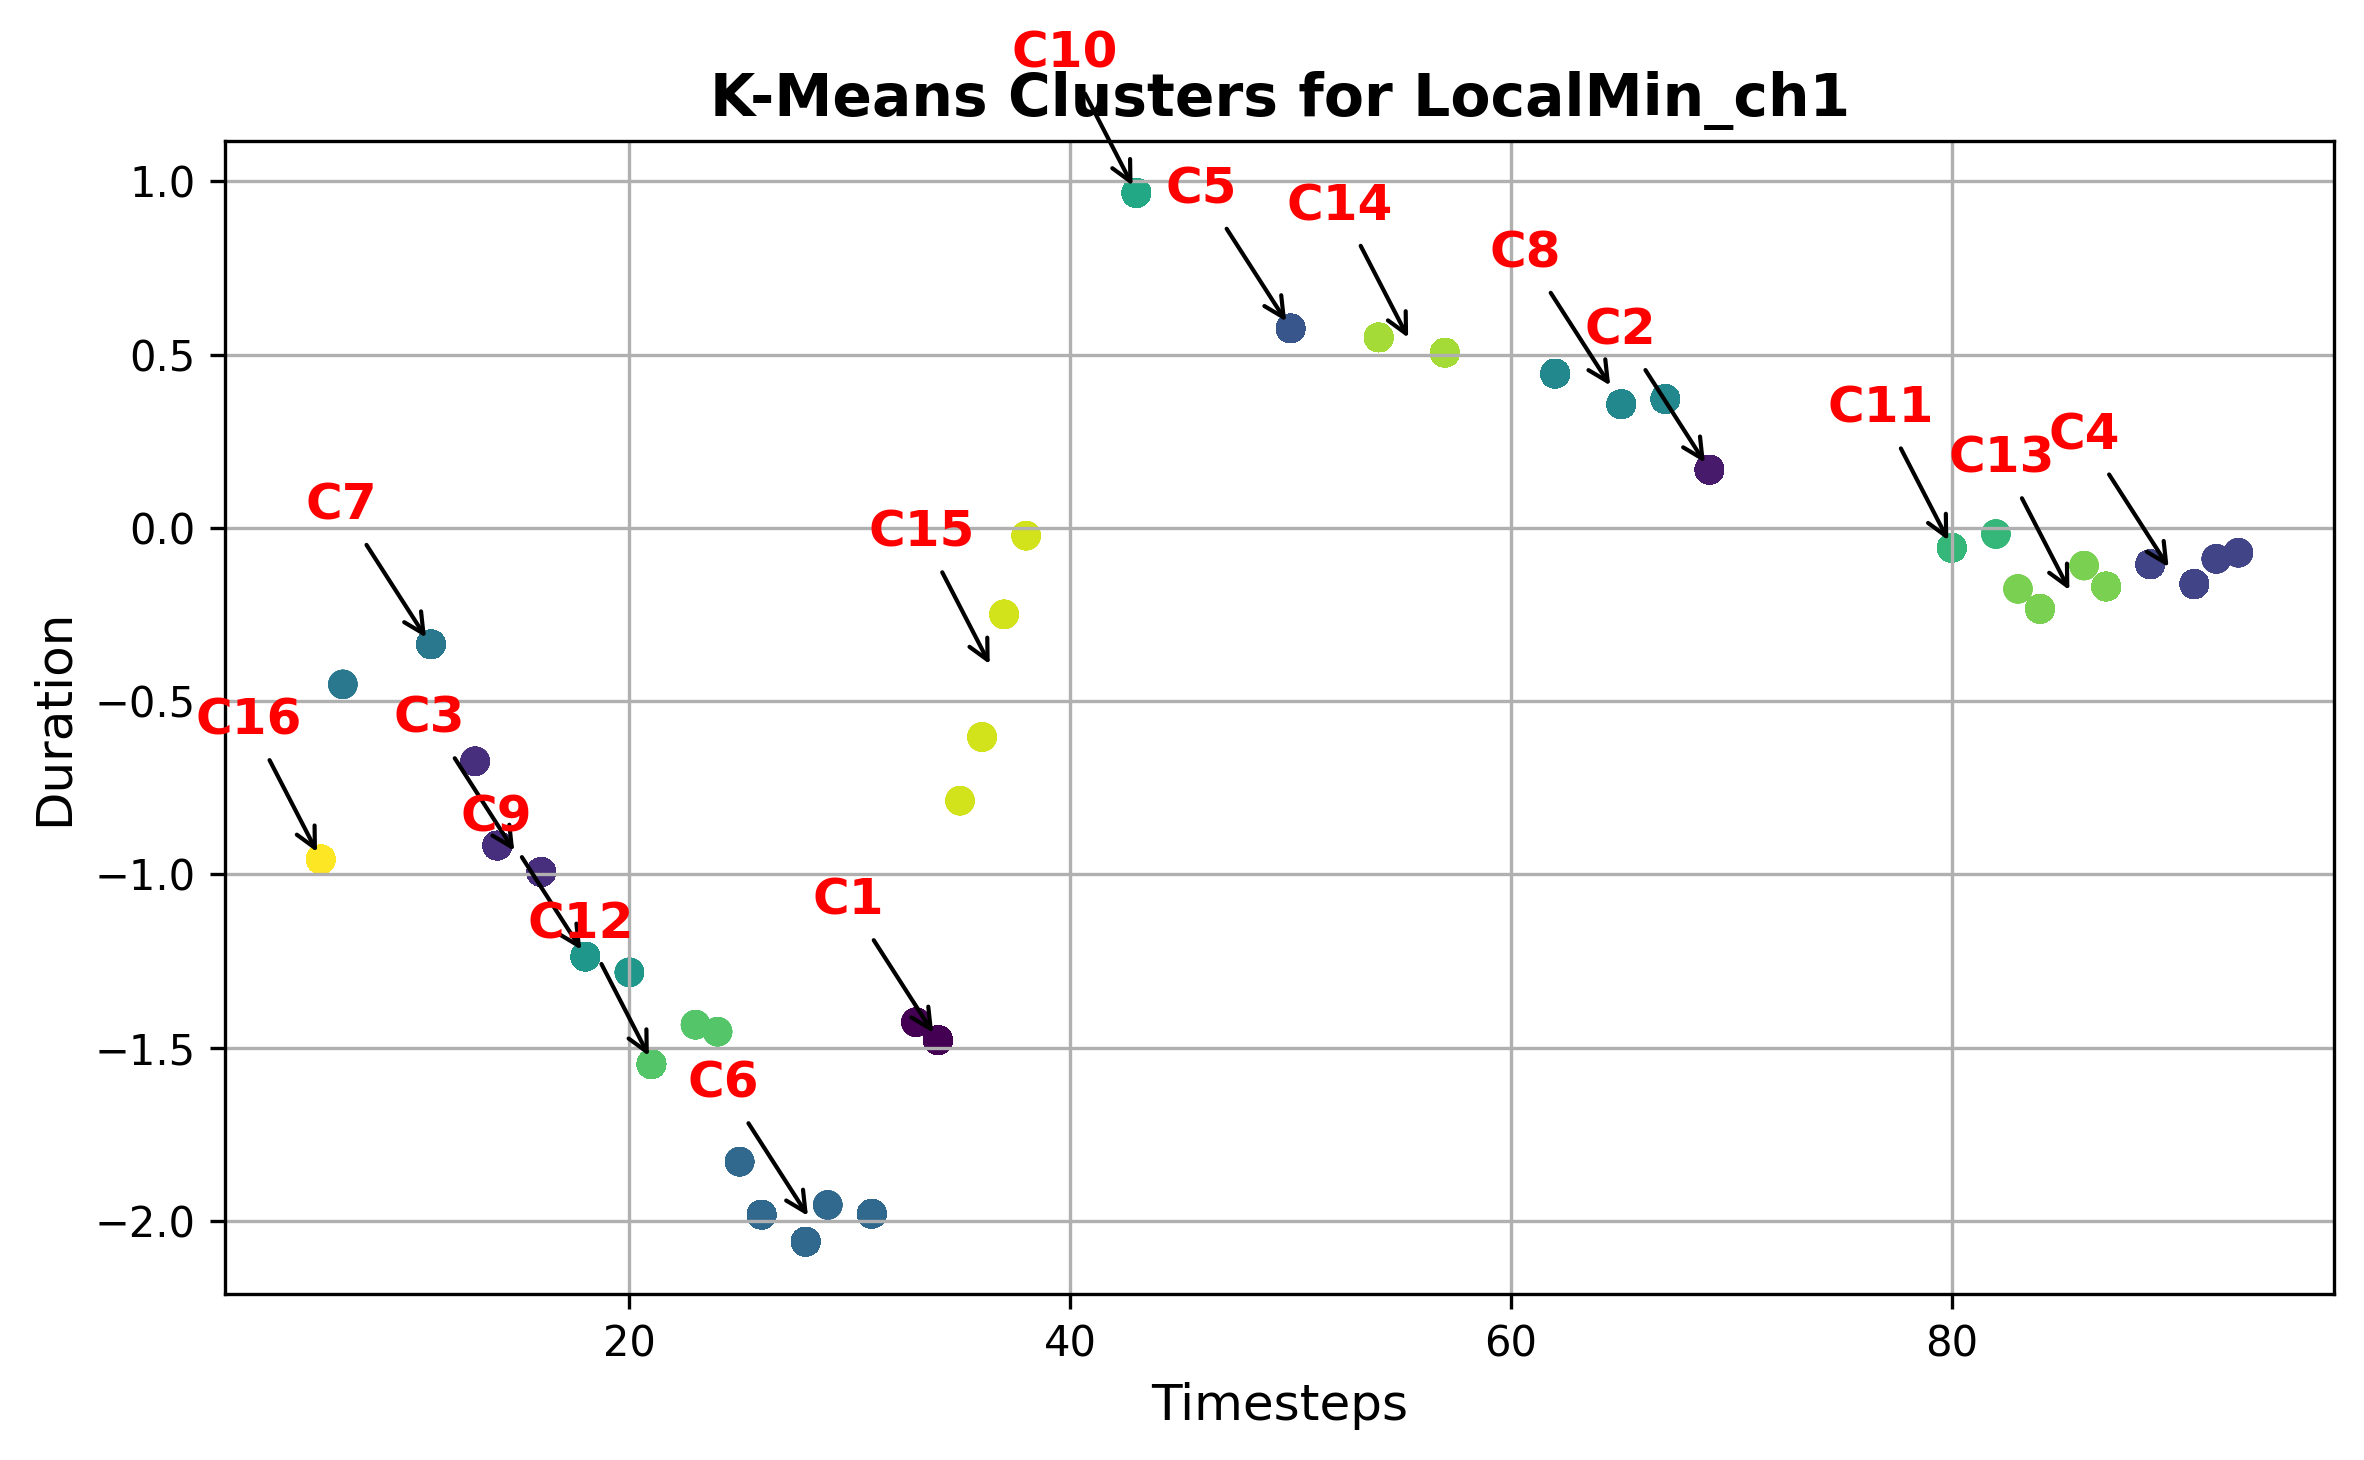 C10
K-Means Clusters for LocalMin_ch1
1.0
C5
C14
C8
0.5
C2
C11
C4
C13
C7
0.0
C15
−0.5
C16
C3
C9
−1.0
C1
C12
−1.5
C6
−2.0
Duration
20
40
60
80
Timesteps